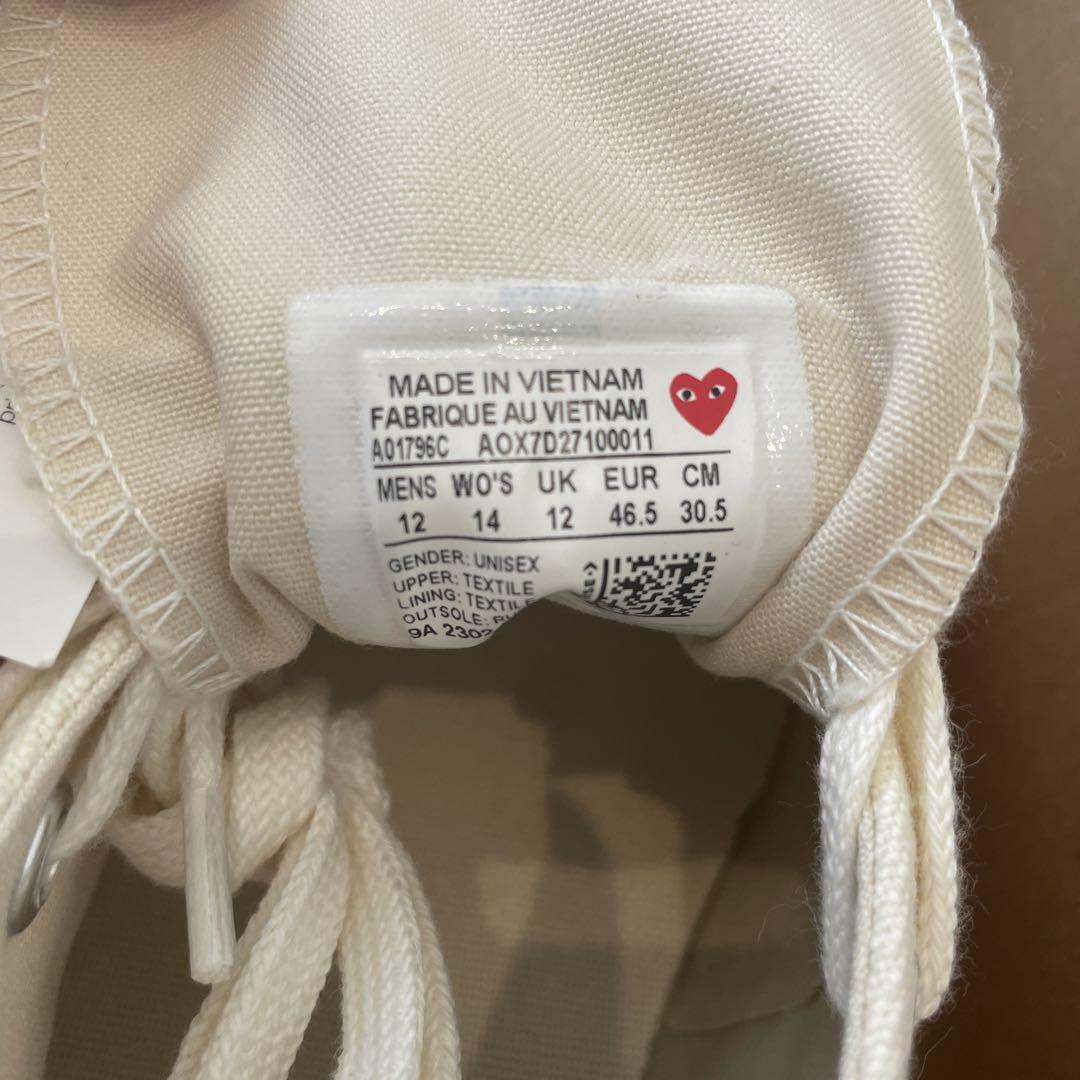 MADE IN VIETNAM
FABRIQUE AU VIETNAM
A01796C AOX7D27100011
MENS WO'S UK EUR CM
12 14 12 46.5 30.5
GENDER: UNISEX
UPPER: TEXTILE
LINING: TEXTILE
OUTSOLE:
9A 2302